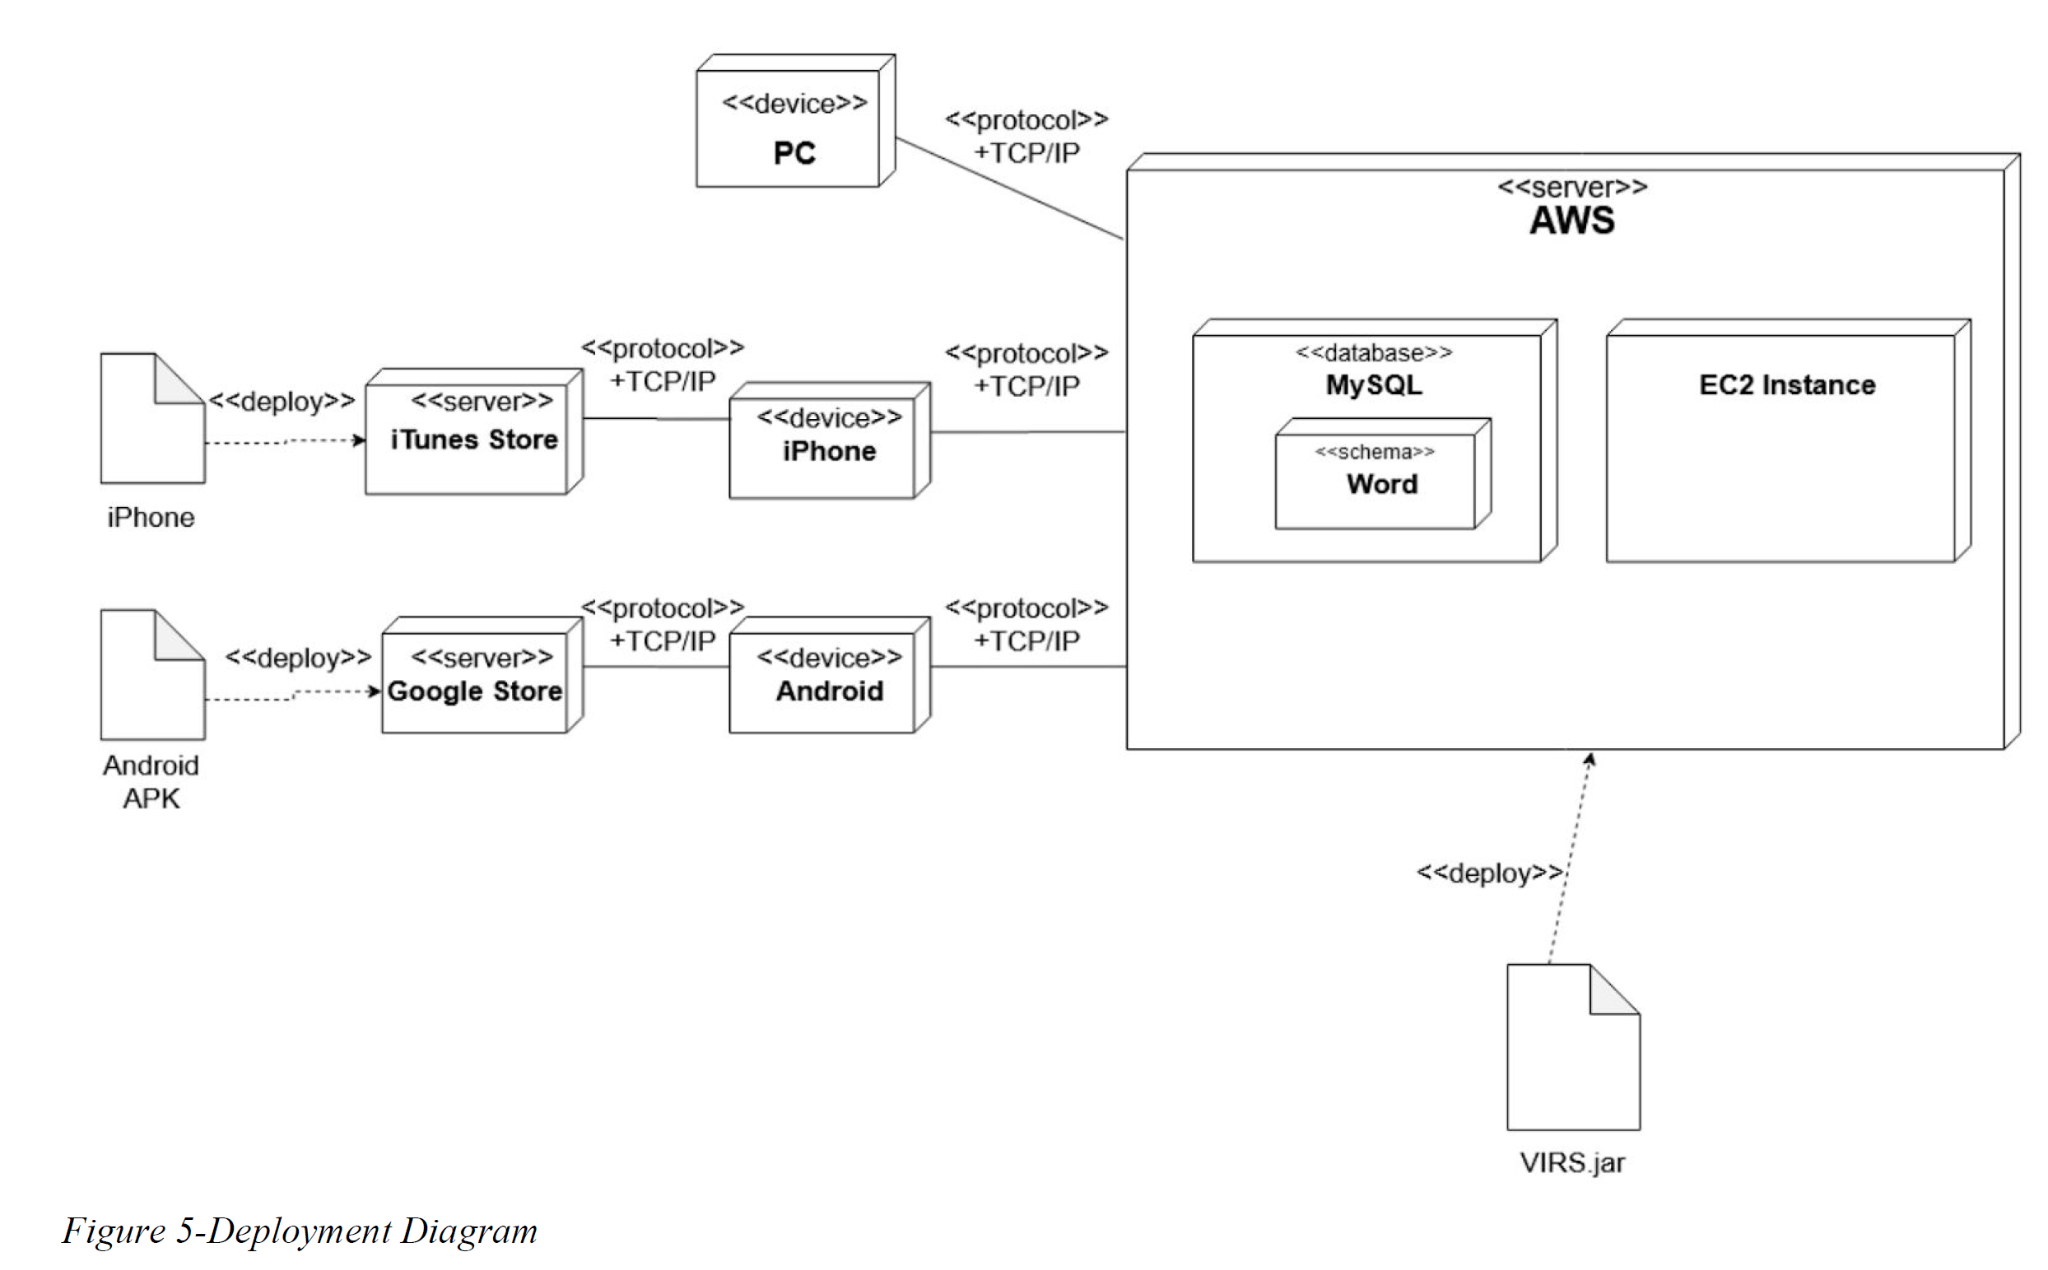 <<device>>
PC
<<protocol>>
+TCP/IP
<<server>>
AWS
<<database>>
MySQL
<<schema>>
Word
EC2 Instance
iPhone
<<deploy>>
<<server>>
iTunes Store
<<protocol>>
+TCP/IP
<<device>>
iPhone
<<protocol>>
+TCP/IP
Android
APK
<<deploy>>
<<server>>
Google Store
<<protocol>>
+TCP/IP
<<device>>
Android
<<protocol>>
+TCP/IP
<<deploy>>
VIRS.jar
Figure 5-Deployment Diagram